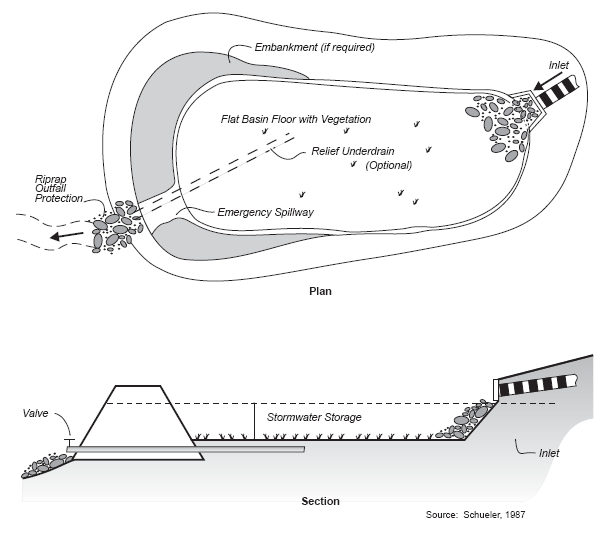 Embankment (if required)
Inlet
Flat Basin Floor with Vegetation
Relief Underdrain
(Optional)
Riprap
Outfall
Protection
Emergency Spillway
Plan
Valve
Stormwater Storage
Inlet
Section
Source: Schueler, 1987